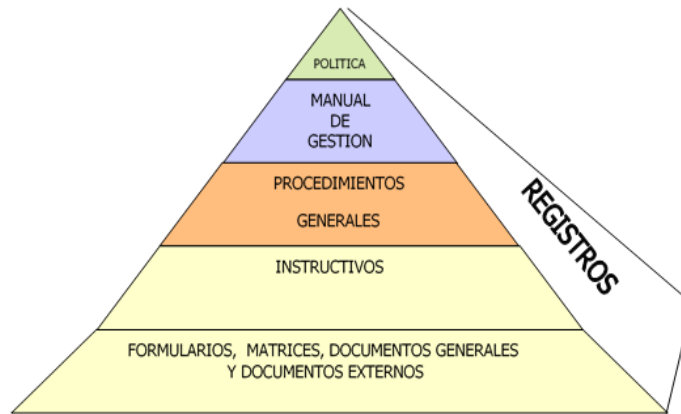 POLITICA
MANUAL
DE
GESTION
PROCEDIMIENTOS
GENERALES
INSTRUCTIVOS
FORMULARIOS, MATRICES, DOCUMENTOS GENERALES
Y DOCUMENTOS EXTERNOS
REGISTROS